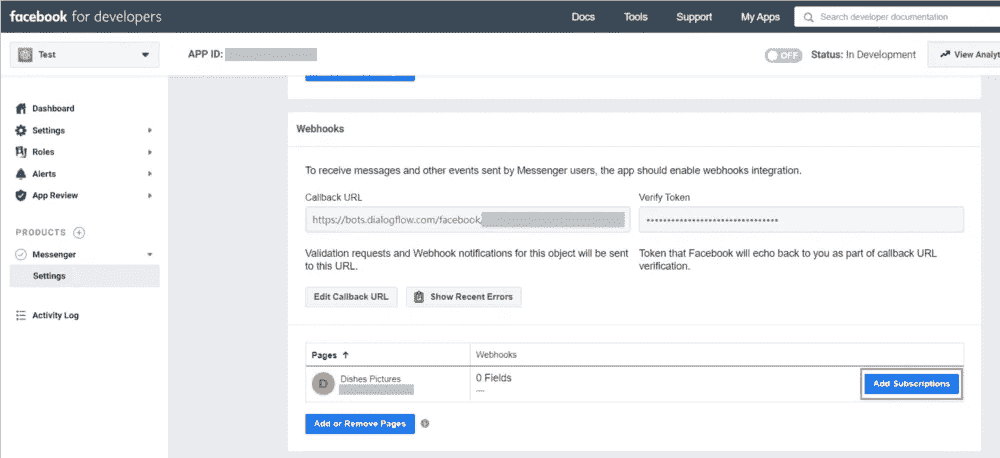 facebook for developers
Docs
Tools
Support
My Apps
Search developer documentation
Test
APP ID:
OFF
Status: In Development
View Analyt
Dashboard
Settings
Roles
Alerts
App Review
PRODUCTS
Messenger
Settings
Activity Log
Webhooks
To receive messages and other events sent by Messenger users, the app should enable webhooks integration.
Callback URL
Verify Token
https://bots.dialogflow.com/facebook/
••••••••••••••••••••••••••••••••
Validation requests and Webhook notifications for this object will be sent
to this URL.
Token that Facebook will echo back to you as part of callback URL
verification.
Edit Callback URL
Show Recent Errors
Pages ↑
Webhooks
D
Dishes Pictures
0 Fields
Add Subscriptions
Add or Remove Pages